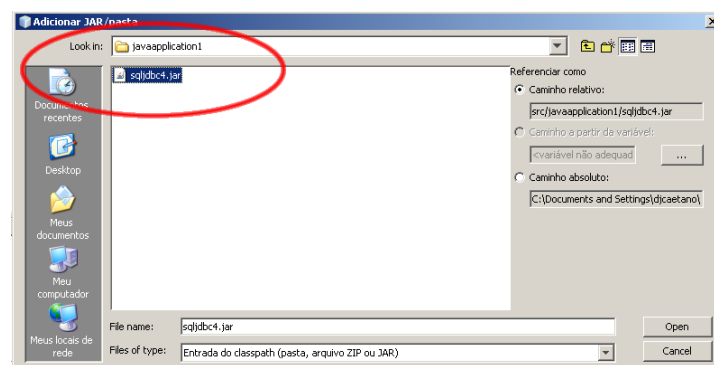 Adicionar JAR/pasta
Look in: javaapplication1
sqljdbc4.jar
Documentos
recentes
Desktop
Meus
documentos
Meu
computador
Meus locais de
rede
Referenciar como
Caminho relativo:
src/javaapplication1/sqljdbc4.jar
Caminho a partir da variável:
<variável não adequad
...
Caminho absoluto:
C:\Documents and Settings\djcaetano\
File name: sqljdbc4.jar
Open
Files of type: Entrada do classpath (pasta, arquivo ZIP ou JAR)
Cancel